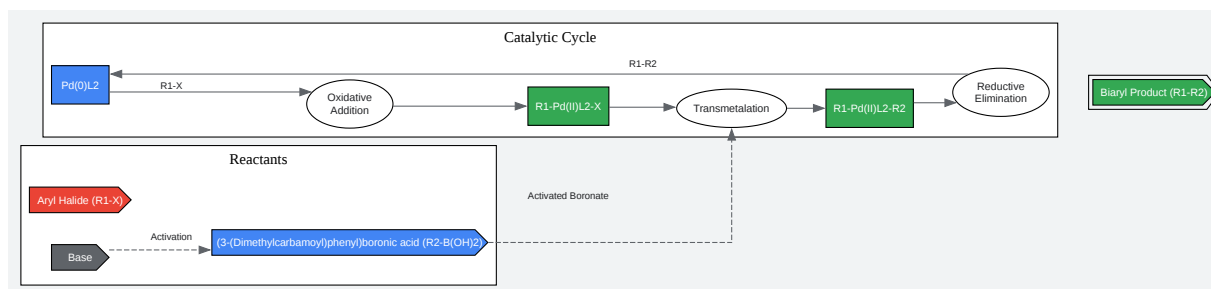 Catalytic Cycle
R1-R2
Pd(0)L2
R1-X
Oxidative
Addition
R1-Pd(II)L2-X
Transmetalation
R1-Pd(II)L2-R2
Reductive
Elimination
Biaryl Product (R1-R2)
Reactants
Aryl Halide (R1-X)
Activated Boronate
Activation
(3-(Dimethylcarbamoyl)phenyl)boronic acid (R2-B(OH)2)
Base